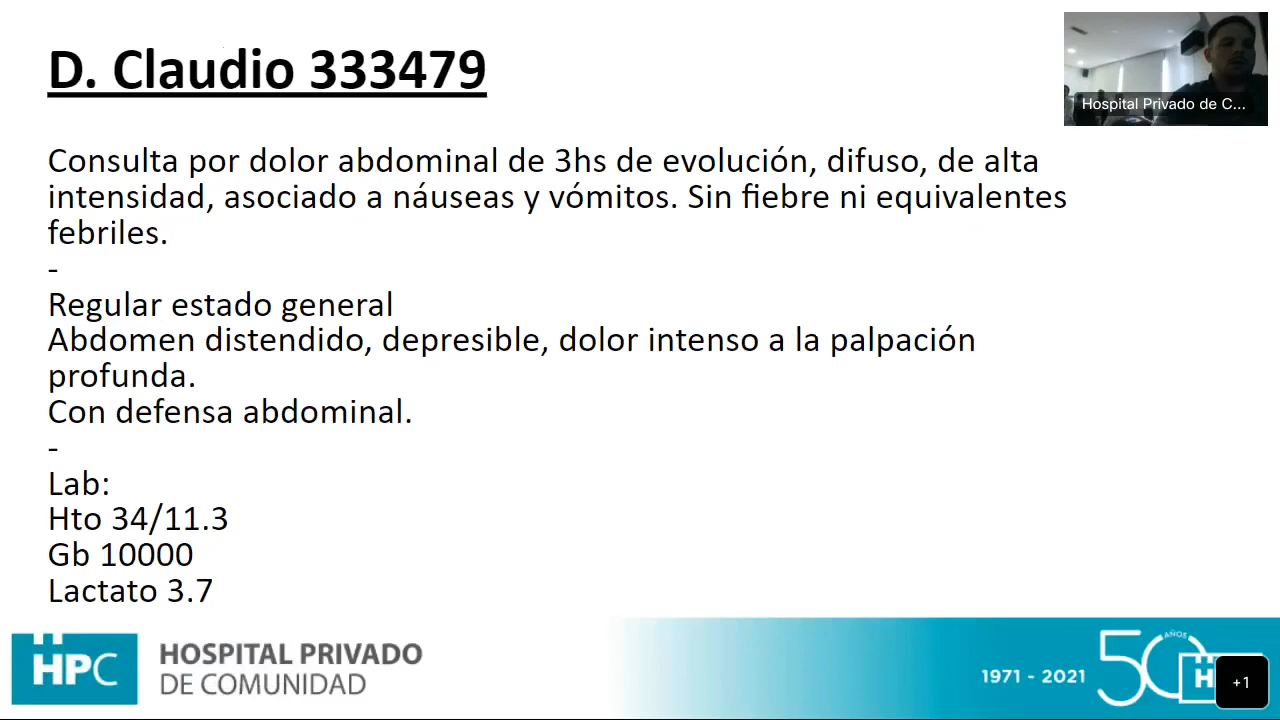 D. Claudio 333479
Hospital Privado de C...
Consulta por dolor abdominal de 3hs de evolución, difuso, de alta
intensidad, asociado a náuseas y vómitos. Sin fiebre ni equivalentes
febriles.
-
Regular estado general
Abdomen distendido, depresible, dolor intenso a la palpación
profunda.
Con defensa abdominal.
-
Lab:
Hto 34/11.3
Gb 10000
Lactato 3.7
HPC
HOSPITAL PRIVADO
DE COMUNIDAD
1971 - 2021
50
AÑOS
H
+1